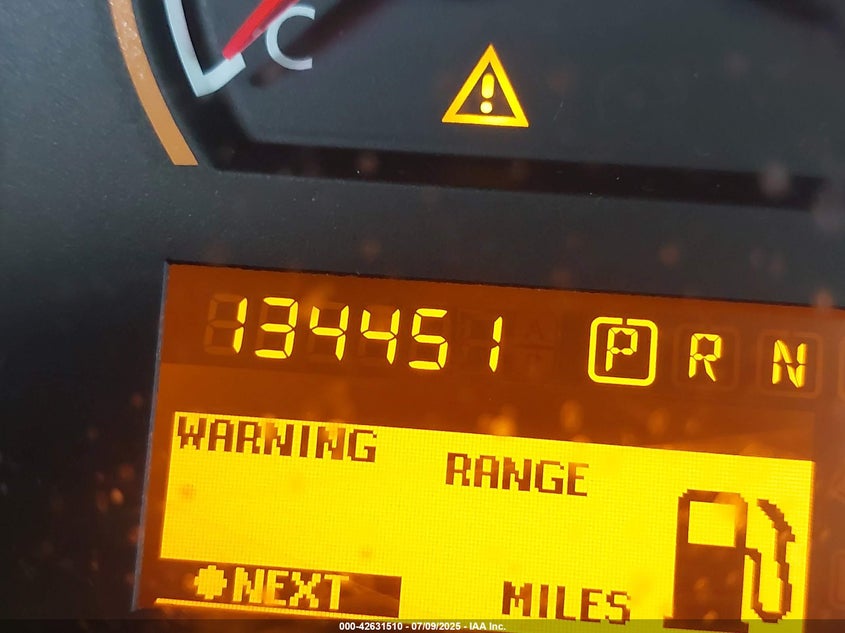 C
134451 P R N
WARNING
RANGE
NEXT
MILES
000-42631510 - 07/09/2025 - IAA Inc.